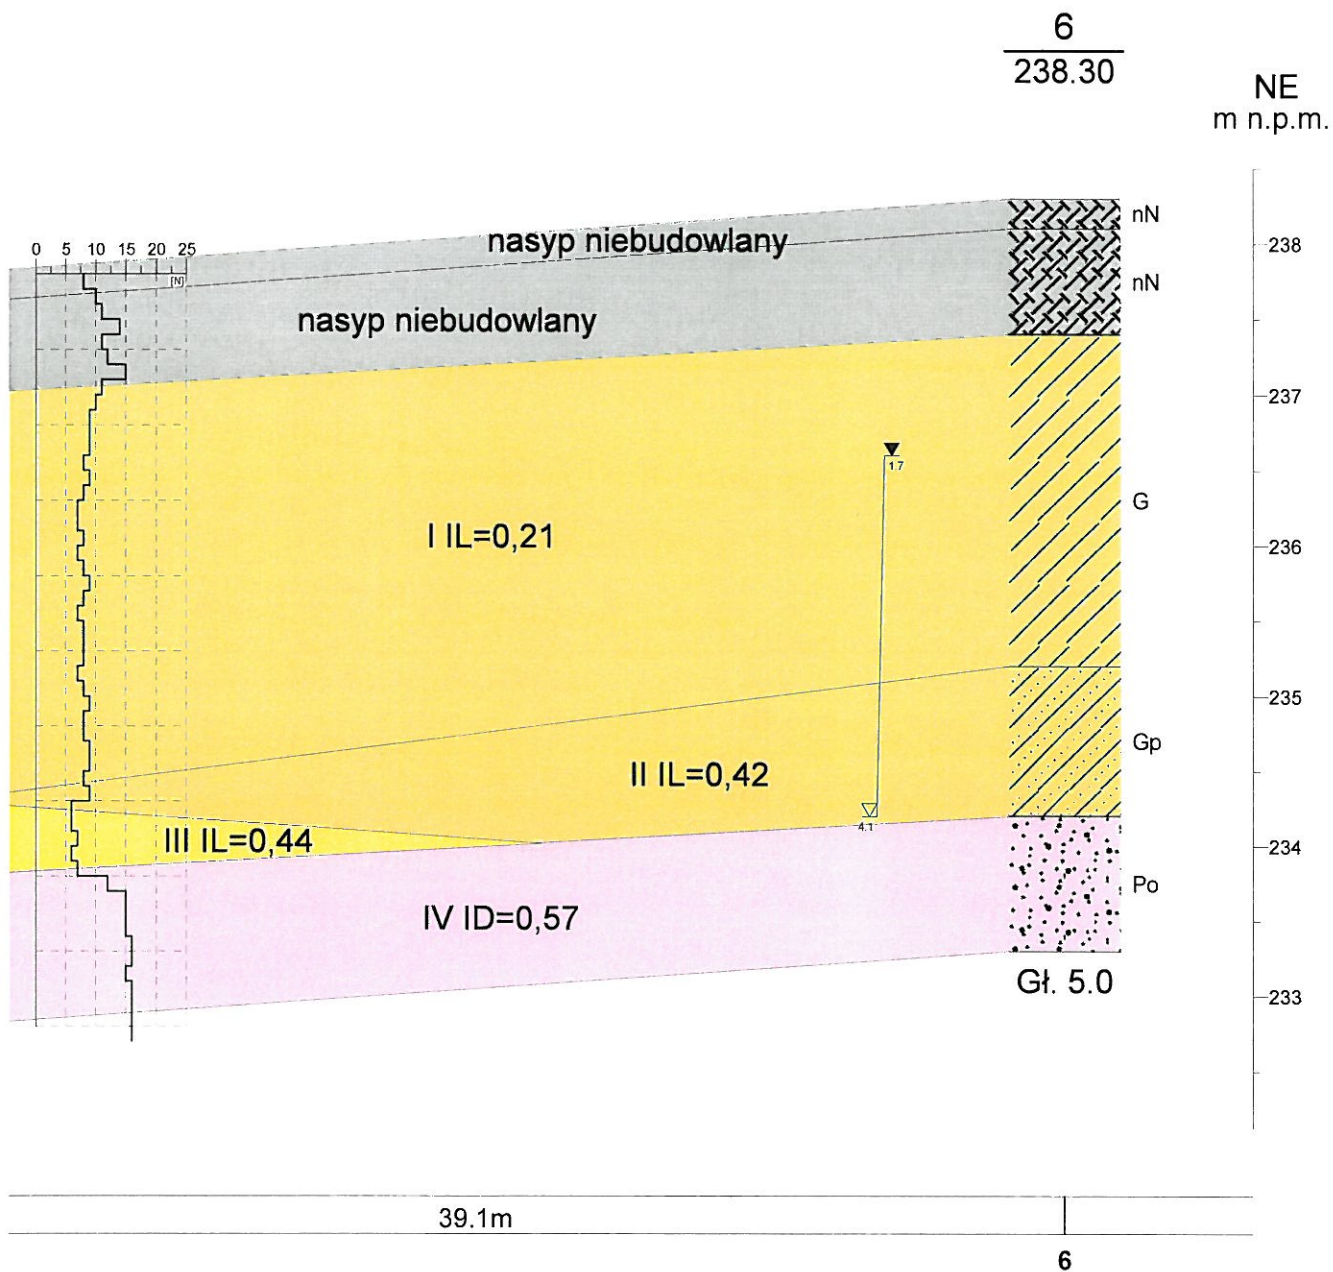 6
238.30
NE
m n.p.m.
nN
nasyp niebudowlany
0 5 10 15 20 25
238
[N]
nN
nasyp niebudowlany
237
1.7
G
I IL=0,21
236
235
Gp
II IL=0,42
4.1
III IL=0,44
234
Po
IV ID=0,57
Gł. 5.0
233
39.1m
6